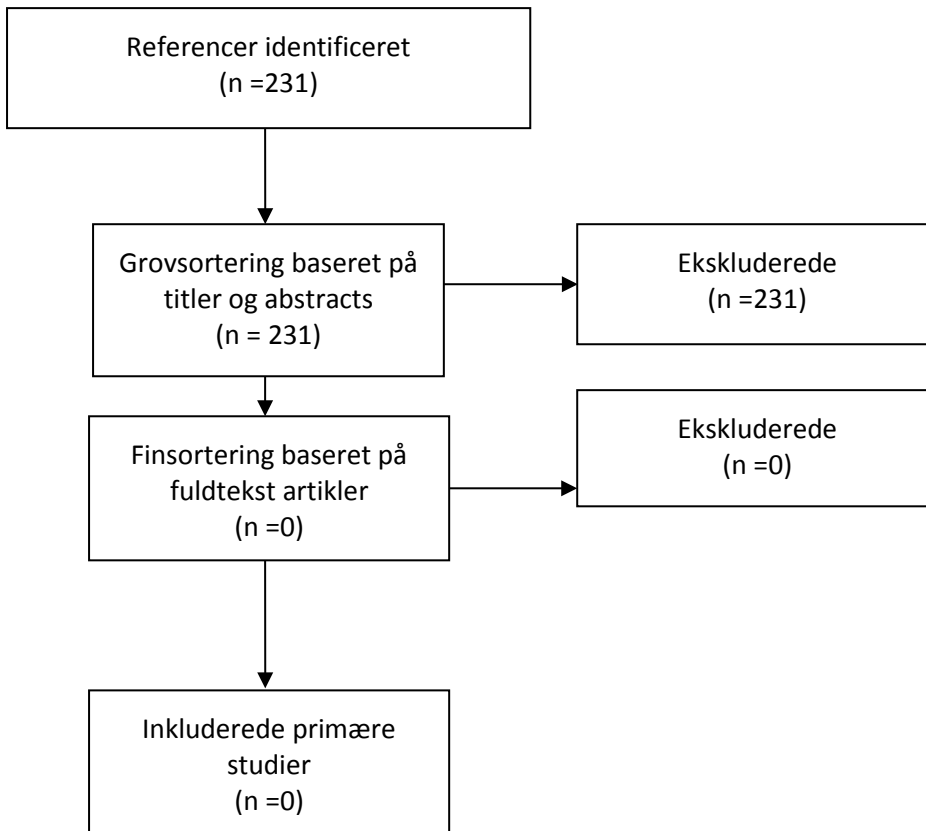 Referencer identificeret
(n =231)
Grovsortering baseret på
titler og abstracts
(n = 231)
Ekskluderede
(n =231)
Finsortering baseret på
fuldtekst artikler
(n =0)
Ekskluderede
(n =0)
Inkluderede primære
studier
(n =0)